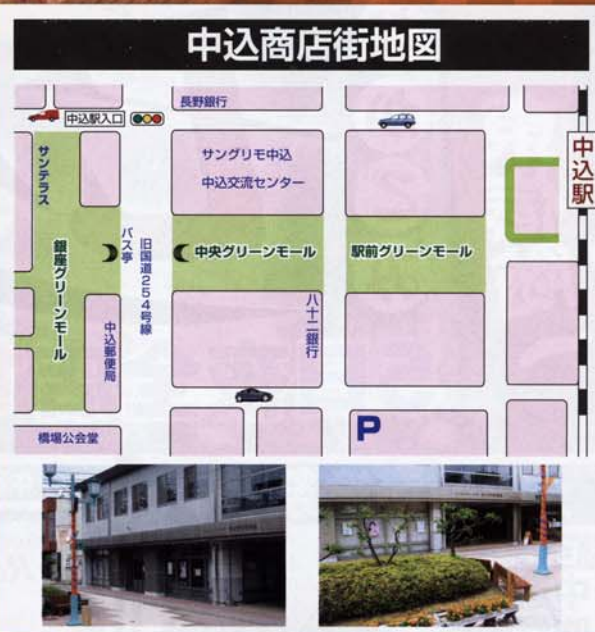 中込商店街地図
長野銀行
中込駅入口
サングリモ中込
中込交流センター
中込駅
サンテラス
銀座グリーンモール
バス亭
旧国道254号線
中央グリーンモール
駅前グリーンモール
八十二銀行
中込郵便局
橋場公会堂
P